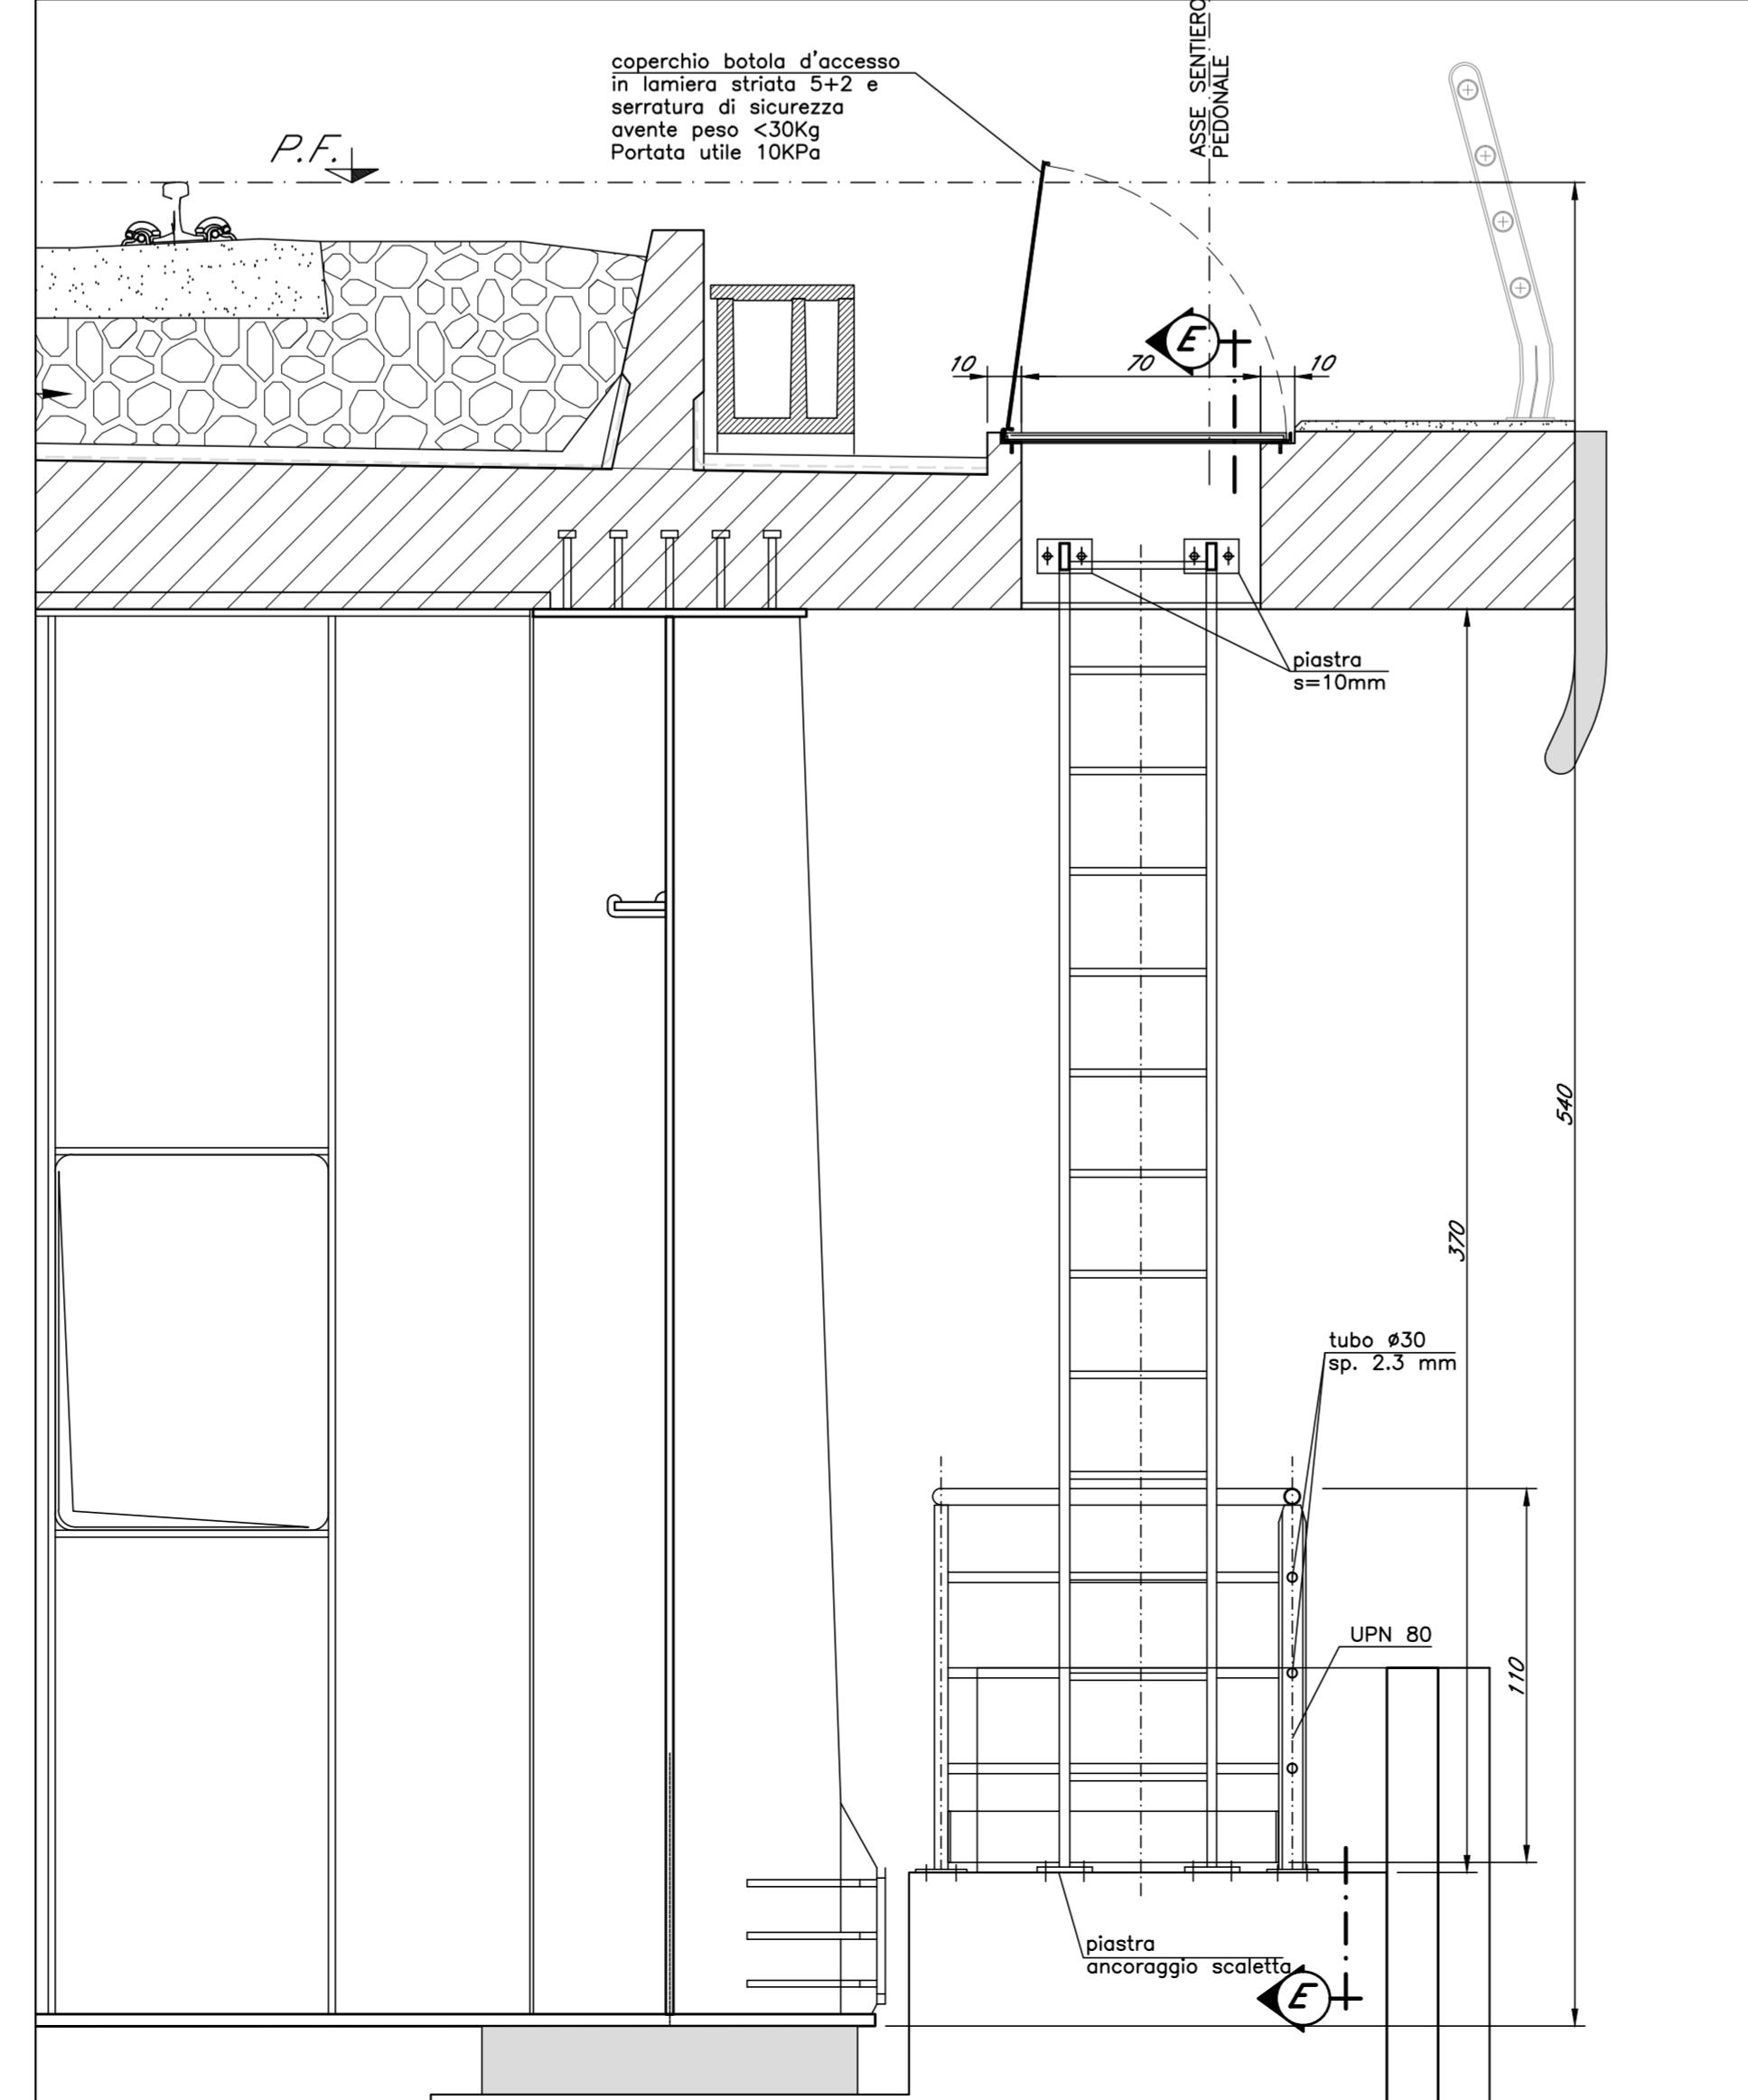 ASSE SENTIERO
PEDONALE
coperchio botola d'accesso
in lamiera striata 5+2 e
serratura di sicurezza
avente peso <30Kg
Portata utile 10KPa
P.F.
E
10
70
10
piastra
s=10mm
540
370
tubo ø30
sp. 2.3 mm
UPN 80
110
piastra
ancoraggio scaletta
E